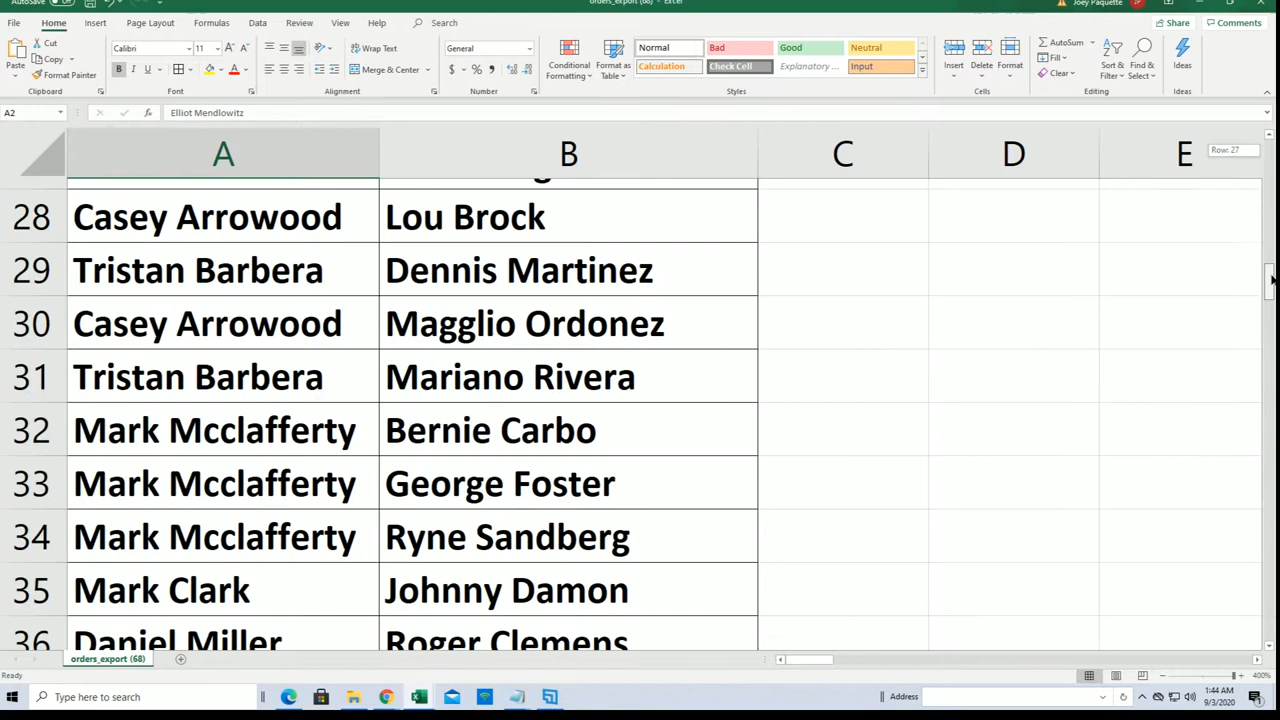 AutoSave
orders_export (68) - Excel
Joey Paquette
File Home Insert Page Layout Formulas Data Review View Help Search Share Comments
Paste Cut Calibri 11 Wrap Text General Conditional Formatting Format as Table Normal Bad Good Neutral Insert Delete Format AutoSum Sort & Filter Find & Select Ideas
Copy Fill
Format Painter Merge & Center Calculation Check Cell Explanatory ... Input Clear
Clipboard Font Alignment Number Styles Cells Editing Ideas
A2 Elliot Mendlowitz
A B C D E
Row: 27
28 Casey Arrowood Lou Brock
29 Tristan Barbera Dennis Martinez
30 Casey Arrowood Magglio Ordonez
31 Tristan Barbera Mariano Rivera
32 Mark Mcclafferty Bernie Carbo
33 Mark Mcclafferty George Foster
34 Mark Mcclafferty Ryne Sandberg
35 Mark Clark Johnny Damon
36 Daniel Miller Roger Clemens
orders_export (68)
Ready 400%
Type here to search Address 1:44 AM
9/3/2020